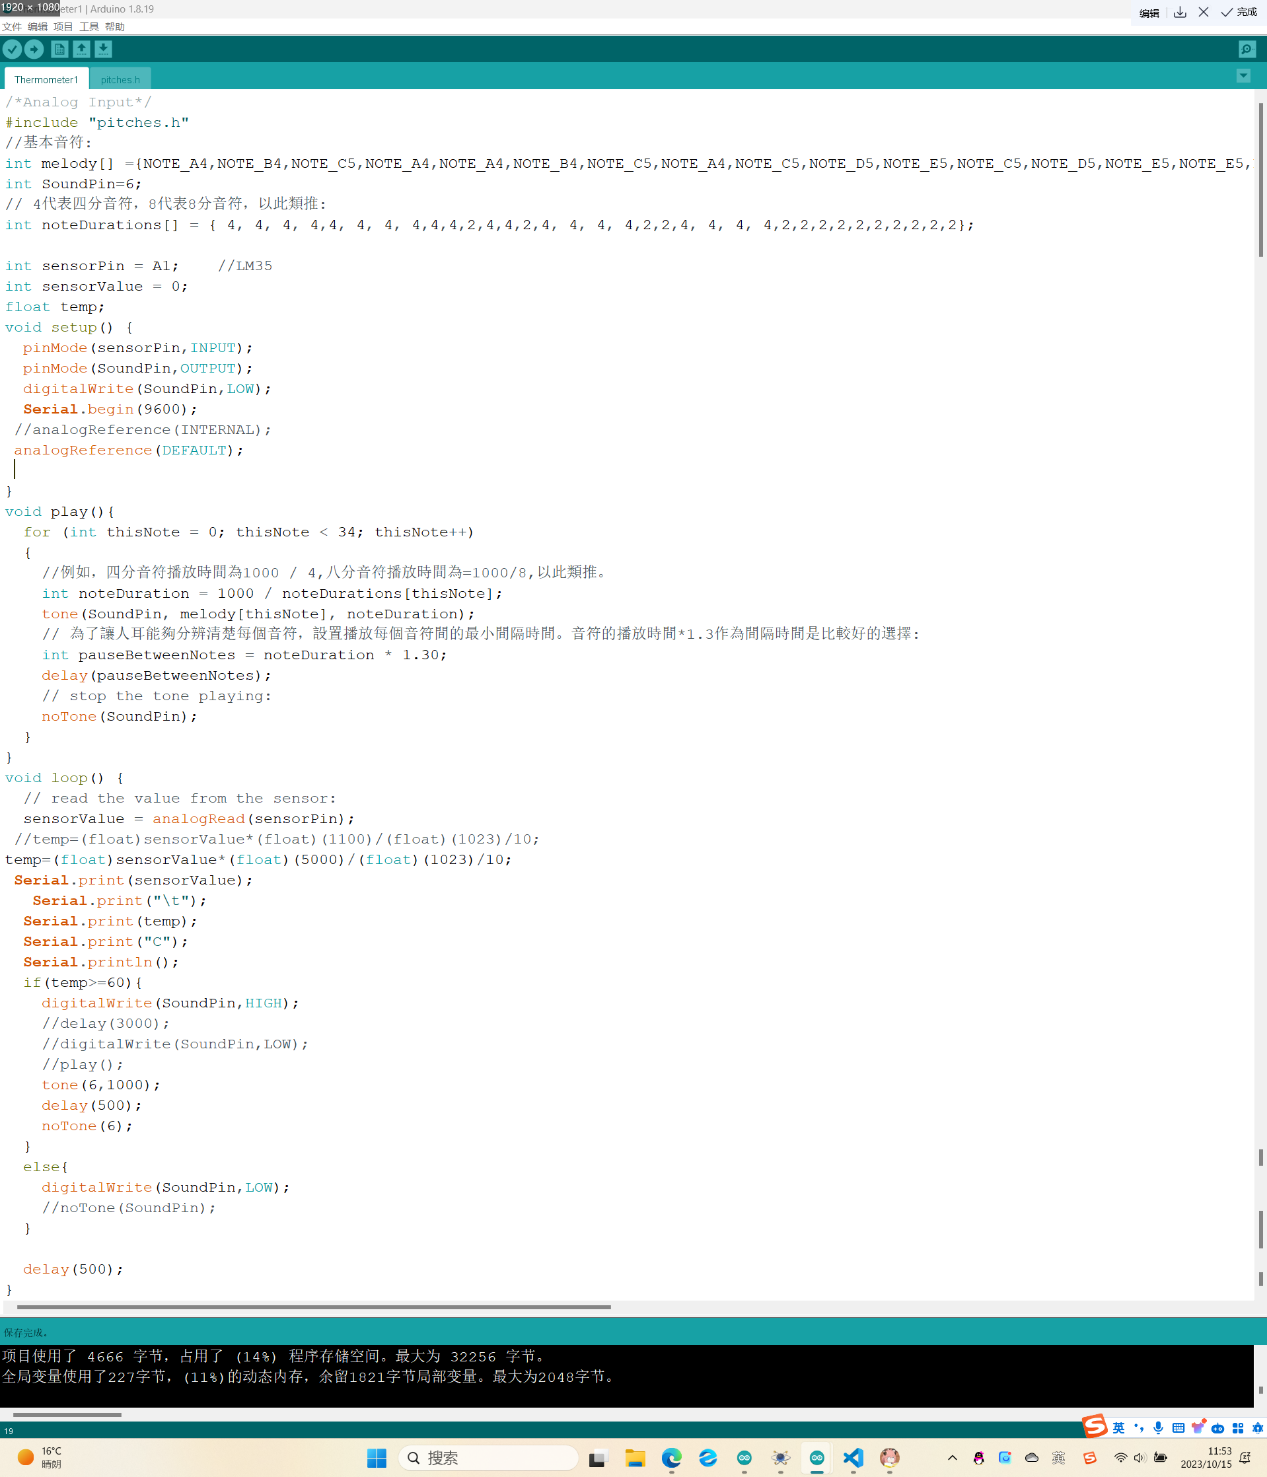 1920 × 1080
eter1 | Arduino 1.8.19
编辑
完成
文件 编辑 项目 工具 帮助
Thermometer1
pitches.h
/*Analog Input*/
#include "pitches.h"
//基本音符:
int melody[] ={NOTE_A4,NOTE_B4,NOTE_C5,NOTE_A4,NOTE_A4,NOTE_B4,NOTE_C5,NOTE_A4,NOTE_C5,NOTE_D5,NOTE_E5,NOTE_C5,NOTE_D5,NOTE_E5,NOTE_E5,
int SoundPin=6;
// 4代表四分音符，8代表8分音符，以此類推:
int noteDurations[] = { 4, 4, 4, 4,4, 4, 4, 4,4,4,2,4,4,2,4, 4, 4, 4,2,2,4, 4, 4, 4,2,2,2,2,2,2,2,2,2,2};
int sensorPin = A1;    //LM35
int sensorValue = 0;
float temp;
void setup() {
  pinMode(sensorPin,INPUT);
  pinMode(SoundPin,OUTPUT);
  digitalWrite(SoundPin,LOW);
  Serial.begin(9600);
 //analogReference(INTERNAL);
 analogReference(DEFAULT);
}
void play(){
  for (int thisNote = 0; thisNote < 34; thisNote++)
  {
    //例如，四分音符播放時間為1000 / 4,八分音符播放時間為=1000/8,以此類推。
    int noteDuration = 1000 / noteDurations[thisNote];
    tone(SoundPin, melody[thisNote], noteDuration);
    // 為了讓人耳能夠分辨清楚每個音符，設置播放每個音符間的最小間隔時間。音符的播放時間*1.3作為間隔時間是比較好的選擇:
    int pauseBetweenNotes = noteDuration * 1.30;
    delay(pauseBetweenNotes);
    // stop the tone playing:
    noTone(SoundPin);
  }
}
void loop() {
  // read the value from the sensor:
  sensorValue = analogRead(sensorPin);
 //temp=(float)sensorValue*(float)(1100)/(float)(1023)/10;
temp=(float)sensorValue*(float)(5000)/(float)(1023)/10;
 Serial.print(sensorValue);
   Serial.print("\t");
  Serial.print(temp);
  Serial.print("C");
  Serial.println();
  if(temp>=60){
    digitalWrite(SoundPin,HIGH);
    //delay(3000);
    //digitalWrite(SoundPin,LOW);
    //play();
    tone(6,1000);
    delay(500);
    noTone(6);
  }
  else{
    digitalWrite(SoundPin,LOW);
    //noTone(SoundPin);
  }
  delay(500);
}
保存完成。
项目使用了 4666 字节，占用了 (14%) 程序存储空间。最大为 32256 字节。
全局变量使用了227字节，(11%)的动态内存，余留1821字节局部变量。最大为2048字节。
19
英
16°C
晴朗
搜索
英
11:53
2023/10/15